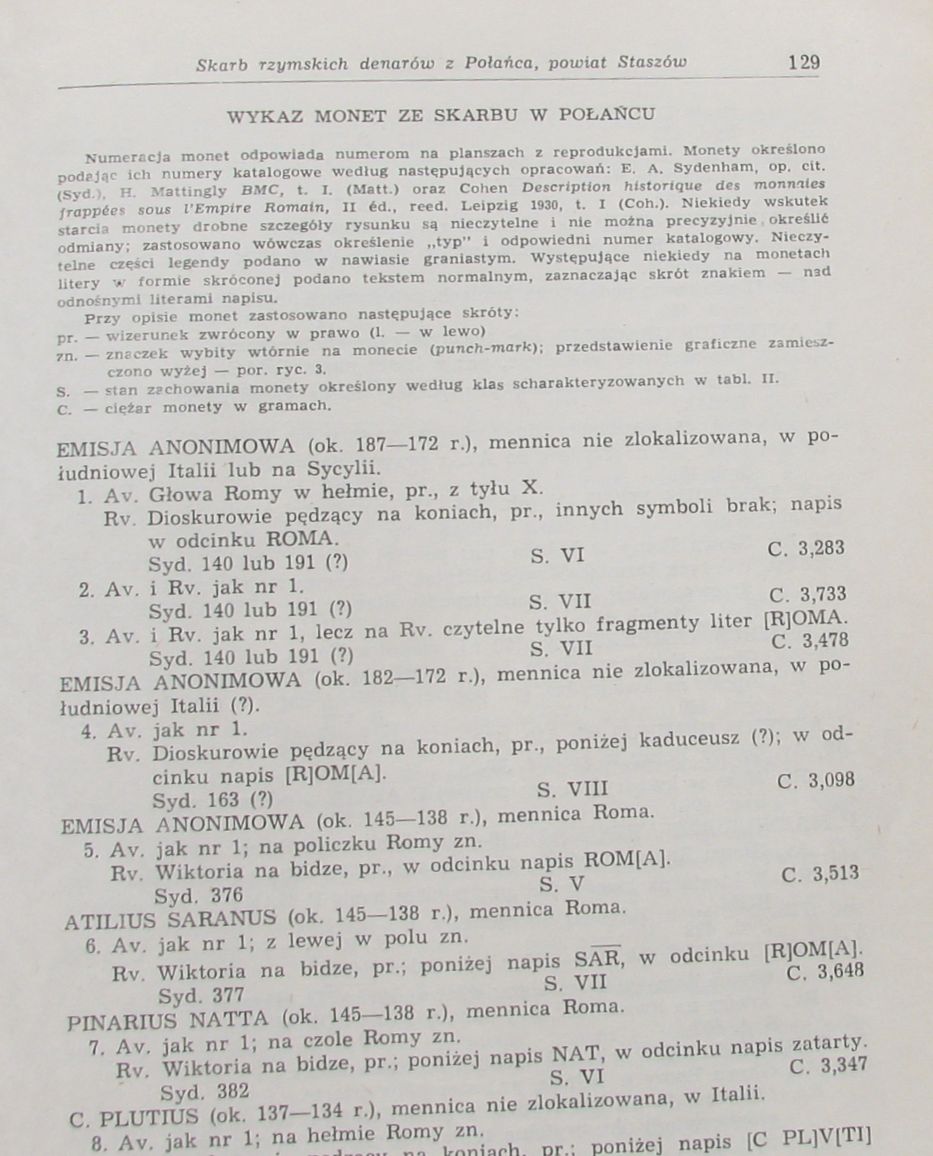 Skarb rzymskich denarów z Połańca, powiat Staszów 129
WYKAZ MONET ZE SKARBU W POŁAŃCU
Numeracja monet odpowiada numerom na planszach z reprodukcjami. Monety określono
podając ich numery katalogowe według następujących opracowań: E. A. Sydenham, op. cit.
(Syd.), H. Mattingly BMC, t. I. (Matt.) oraz Cohen Description historique des monnaies
frappées sous l'Empire Romain, II éd., reed. Leipzig 1930, t. I (Coh.). Niekiedy wskutek
starcia monety drobne szczegóły rysunku są nieczytelne i nie można precyzyjnie określić
odmiany; zastosowano wówczas określenie „typ" i odpowiedni numer katalogowy. Nieczy-
telne części legendy podano w nawiasie graniastym. Występujące niekiedy na monetach
litery w formie skróconej podano tekstem normalnym, zaznaczając skrót znakiem — nad
odnośnymi literami napisu.
Przy opisie monet zastosowano następujące skróty:
pr. — wizerunek zwrócony w prawo (l. — w lewo)
zn. — znaczek wybity wtórnie na monecie (punch-mark); przedstawienie graficzne zamiesz-
czono wyżej — por. ryc. 3.
S. — stan zachowania monety określony według klas scharakteryzowanych w tabl. II.
C. — ciężar monety w gramach.
EMISJA ANONIMOWA (ok. 187—172 r.), mennica nie zlokalizowana, w po-
łudniowej Italii lub na Sycylii.
1. Av. Głowa Romy w hełmie, pr., z tyłu X.
Rv. Dioskurowie pędzący na koniach, pr., innych symboli brak; napis
w odcinku ROMA.
Syd. 140 lub 191 (?) S. VI C. 3,283
2. Av. i Rv. jak nr 1.
Syd. 140 lub 191 (?) S. VII C. 3,733
3. Av. i Rv. jak nr 1, lecz na Rv. czytelne tylko fragmenty liter [R]OMA.
Syd. 140 lub 191 (?) S. VII C. 3,478
EMISJA ANONIMOWA (ok. 182—172 r.), mennica nie zlokalizowana, w po-
łudniowej Italii (?).
4. Av. jak nr 1.
Rv. Dioskurowie pędzący na koniach, pr., poniżej kaduceusz (?); w od-
cinku napis [R]OM[A].
Syd. 163 (?) S. VIII C. 3,098
EMISJA ANONIMOWA (ok. 145—138 r.), mennica Roma.
5. Av. jak nr 1; na policzku Romy zn.
Rv. Wiktoria na bidze, pr., w odcinku napis ROM[A].
Syd. 376 S. V C. 3,513
ATILIUS SARANUS (ok. 145—138 r.), mennica Roma.
6. Av. jak nr 1; z lewej w polu zn.
Rv. Wiktoria na bidze, pr.; poniżej napis SA̅R̅, w odcinku [R]OM[A].
Syd. 377 S. VII C. 3,648
PINARIUS NATTA (ok. 145—138 r.), mennica Roma.
7. Av. jak nr 1; na czole Romy zn.
Rv. Wiktoria na bidze, pr.; poniżej napis NAT, w odcinku napis zatarty.
Syd. 382 S. VI C. 3,347
C. PLUTIUS (ok. 137—134 r.), mennica nie zlokalizowana, w Italii.
8. Av. jak nr 1; na hełmie Romy zn.
na koniach, pr.; poniżej napis [C PL]V[TI]